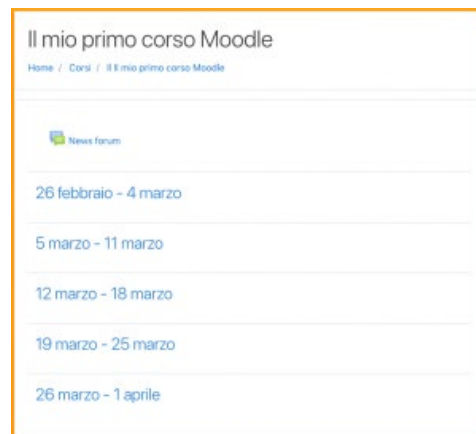 Il mio primo corso Moodle
Home / Corsi / Il Il mio primo corso Moodle
News forum
26 febbraio - 4 marzo
5 marzo - 11 marzo
12 marzo - 18 marzo
19 marzo - 25 marzo
26 marzo - 1 aprile